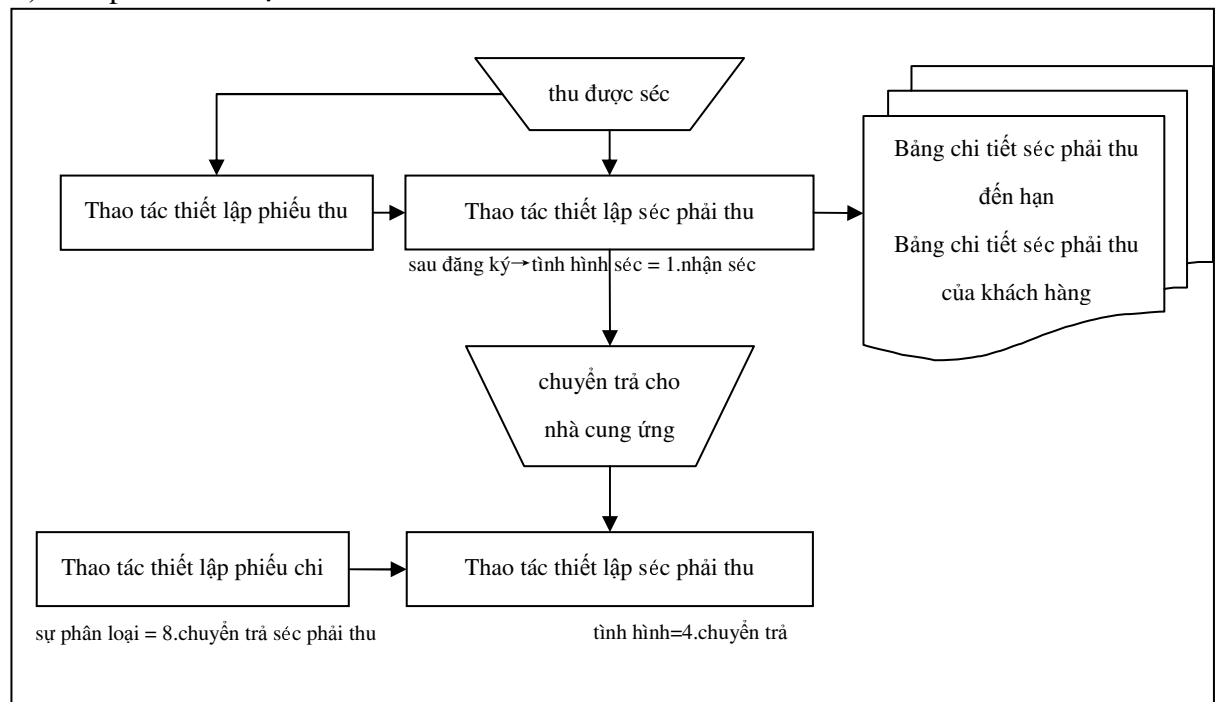 thu được séc
Thao tác thiết lập phiếu thu
Thao tác thiết lập séc phải thu
Bảng chi tiết séc phải thu
đến hạn
Bảng chi tiết séc phải thu
của khách hàng
sau đăng ký→tình hình séc = 1.nhận séc
chuyển trả cho
nhà cung ứng
Thao tác thiết lập phiếu chi
Thao tác thiết lập séc phải thu
sự phân loại = 8.chuyển trả séc phải thu
tình hình=4.chuyển trả